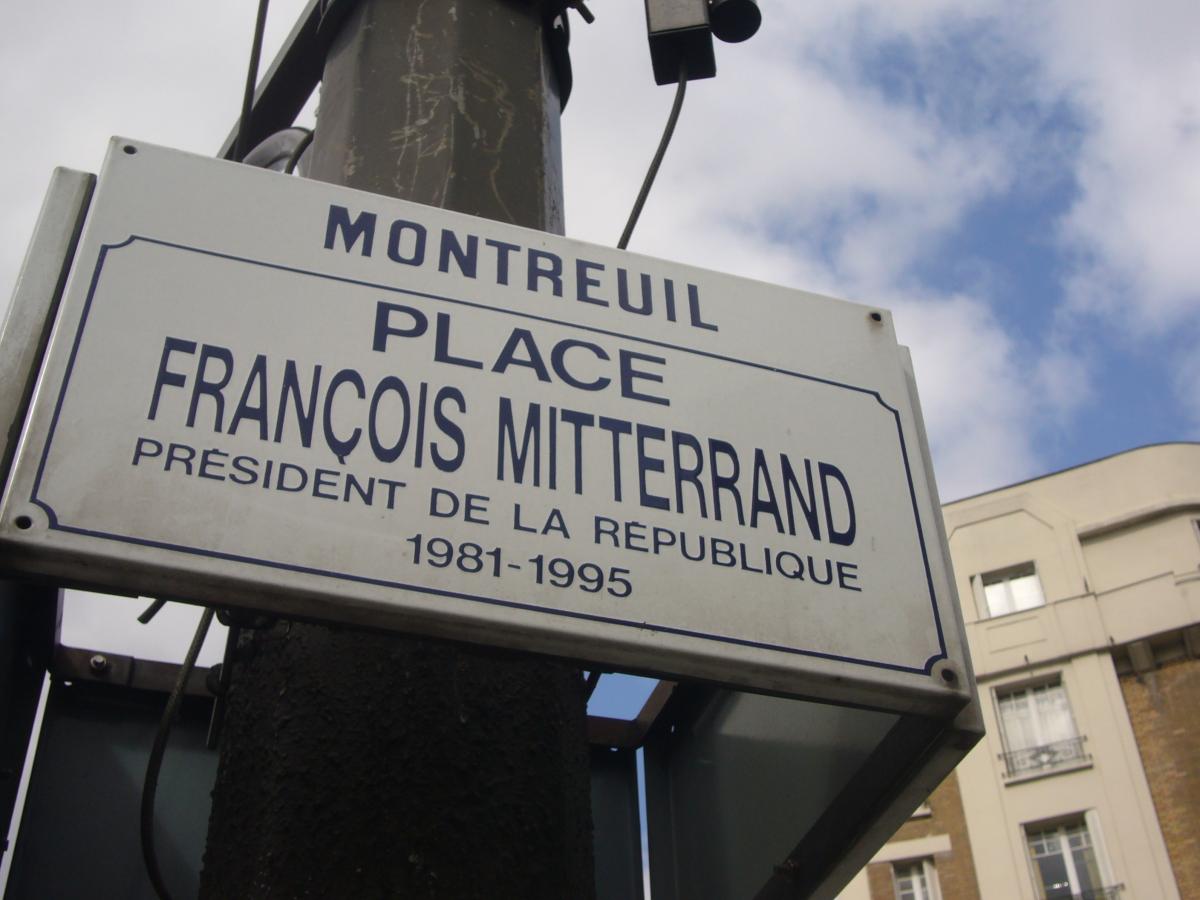 MONTREUIL
PLACE
FRANÇOIS MITTERRAND
PRÉSIDENT DE LA RÉPUBLIQUE
1981-1995